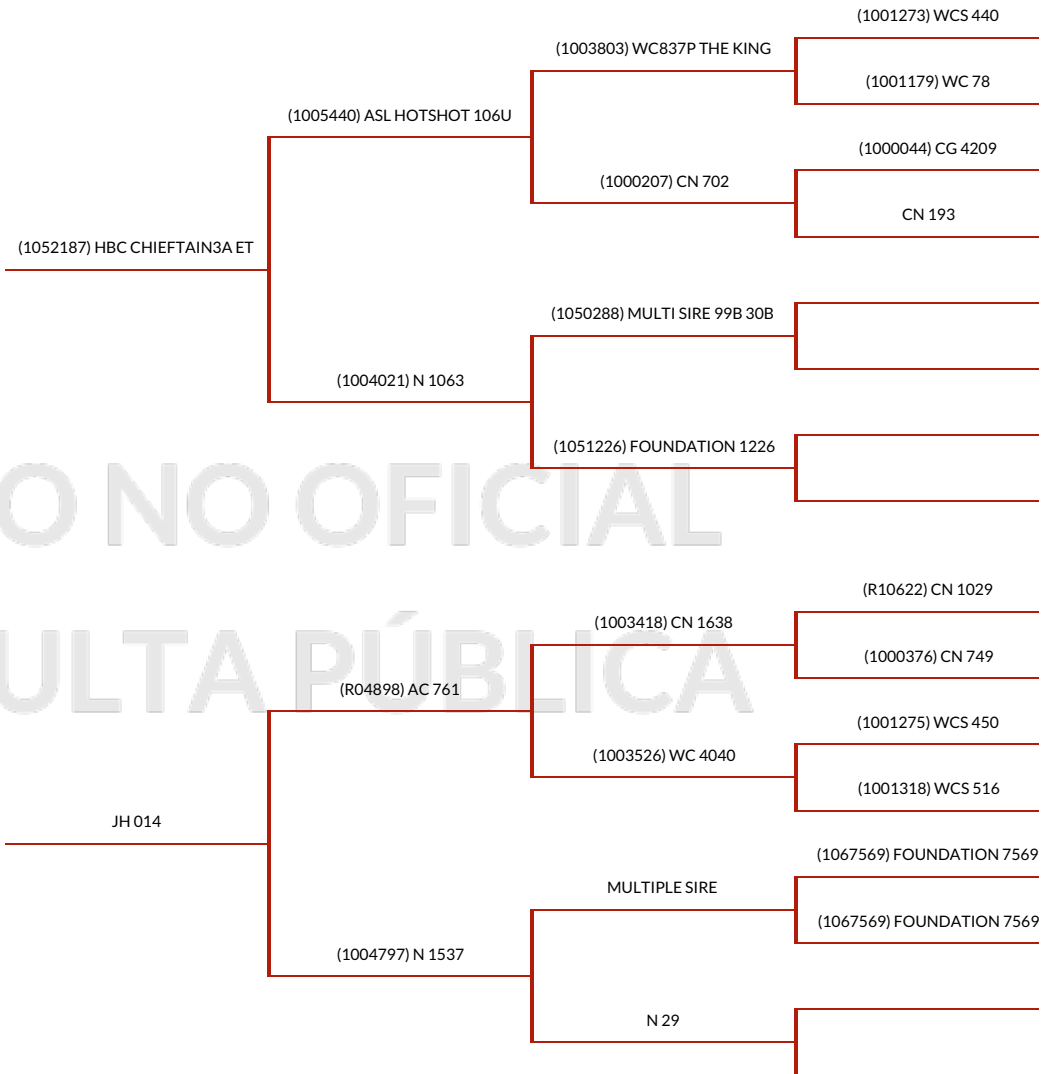 (1001273) WCS 440
(1003803) WC837P THE KING
(1001179) WC 78
(1005440) ASL HOTSHOT 106U
(1000044) CG 4209
(1000207) CN 702
CN 193
(1052187) HBC CHIEFTAIN3A ET
(1050288) MULTI SIRE 99B 30B
(1004021) N 1063
(1051226) FOUNDATION 1226
O NO OFICIAL
(R10622) CN 1029
(1003418) CN 1638
(1000376) CN 749
ULTA PÚBLICA
(R04898) AC 761
(1001275) WCS 450
(1003526) WC 4040
(1001318) WCS 516
JH 014
(1067569) FOUNDATION 7569
MULTIPLE SIRE
(1067569) FOUNDATION 7569
(1004797) N 1537
N 29